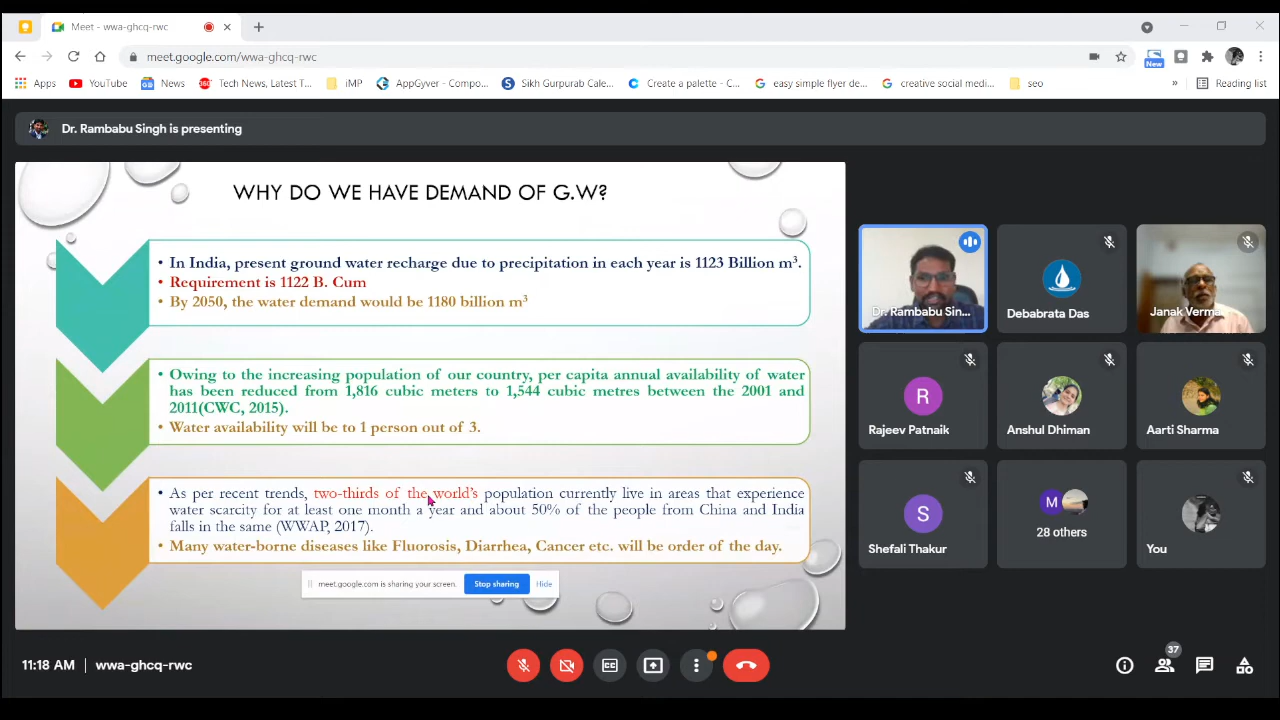 Meet - wwa-ghcq-rwc
meet.google.com/wwa-ghcq-rwc
New
Apps
YouTube
News
Tech News, Latest T...
iMP
AppGyver - Compo...
Sikh Gurpurab Cale...
Create a palette - C...
easy simple flyer de...
creative social medi...
seo
»
Reading list
Dr. Rambabu Singh is presenting
WHY DO WE HAVE DEMAND OF G.W?
• In India, present ground water recharge due to precipitation in each year is 1123 Billion m³.
• Requirement is 1122 B. Cum
• By 2050, the water demand would be 1180 billion m³
• Owing to the increasing population of our country, per capita annual availability of water
has been reduced from 1,816 cubic meters to 1,544 cubic metres between the 2001 and
2011(CWC, 2015).
• Water availability will be to 1 person out of 3.
• As per recent trends, two-thirds of the world's population currently live in areas that experience
water scarcity for at least one month a year and about 50% of the people from China and India
falls in the same (WWAP, 2017).
• Many water-borne diseases like Fluorosis, Diarrhea, Cancer etc. will be order of the day.
meet.google.com is sharing your screen.
Stop sharing
Hide
Dr. Rambabu Sin...
Debabrata Das
Janak Verma
R
Rajeev Patnaik
Anshul Dhiman
Aarti Sharma
S
Shefali Thakur
M
28 others
You
11:18 AM | wwa-ghcq-rwc
CC
37